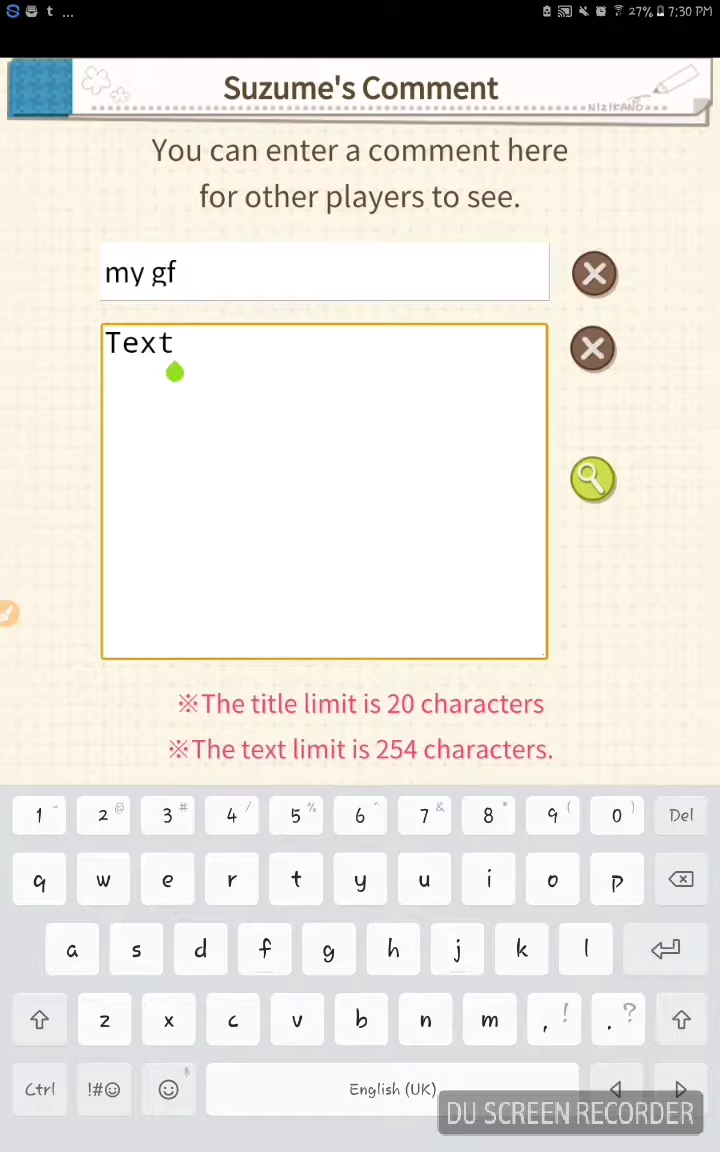 t ... 27% 7:30 PM
Suzume's Comment
NIZIKANO
You can enter a comment here
for other players to see.
my gf
Text
※The title limit is 20 characters
※The text limit is 254 characters.
1 - 2 @ 3 # 4 / 5 % 6 ^ 7 & 8 * 9 ( 0 ) Del
q w e r t y u i o p
a s d f g h j k l
z x c v b n m , ! . ?
Ctrl !#☺ English (UK)
DU SCREEN RECORDER